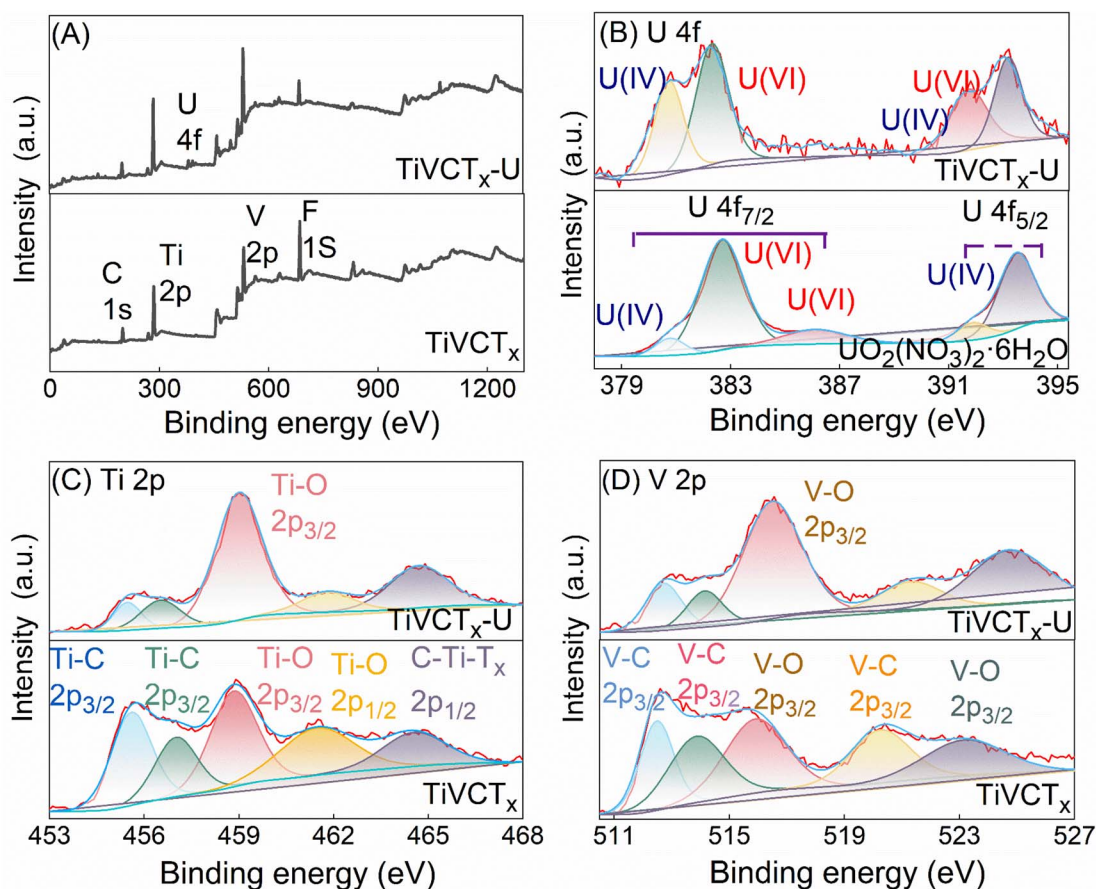 (A)
U
4f
TiVCTₓ-U
C
1s
Ti
2p
V
2p
F
1S
TiVCTₓ
0 300 600 900 1200
Binding energy (eV)
Intensity (a.u.)
(B) U 4f
U(IV)
U(VI)
U(VI)
U(IV)
TiVCTₓ-U
U 4f₇/₂
U 4f₅/₂
U(VI)
U(IV)
U(IV)
U(VI)
UO₂(NO₃)₂·6H₂O
379 383 387 391 395
Binding energy (eV)
Intensity (a.u.)
(C) Ti 2p
Ti-O
2p₃/₂
TiVCTₓ-U
Ti-C Ti-C Ti-O Ti-O C-Ti-Tₓ
2p₃/₂ 2p₃/₂ 2p₃/₂ 2p₁/₂ 2p₁/₂
TiVCTₓ
453 456 459 462 465 468
Binding energy (eV)
Intensity (a.u.)
(D) V 2p
V-O
2p₃/₂
TiVCTₓ-U
V-C V-C V-O V-C V-O
2p₃/₂ 2p₃/₂ 2p₃/₂ 2p₃/₂ 2p₃/₂
TiVCTₓ
511 515 519 523 527
Binding energy (eV)
Intensity (a.u.)